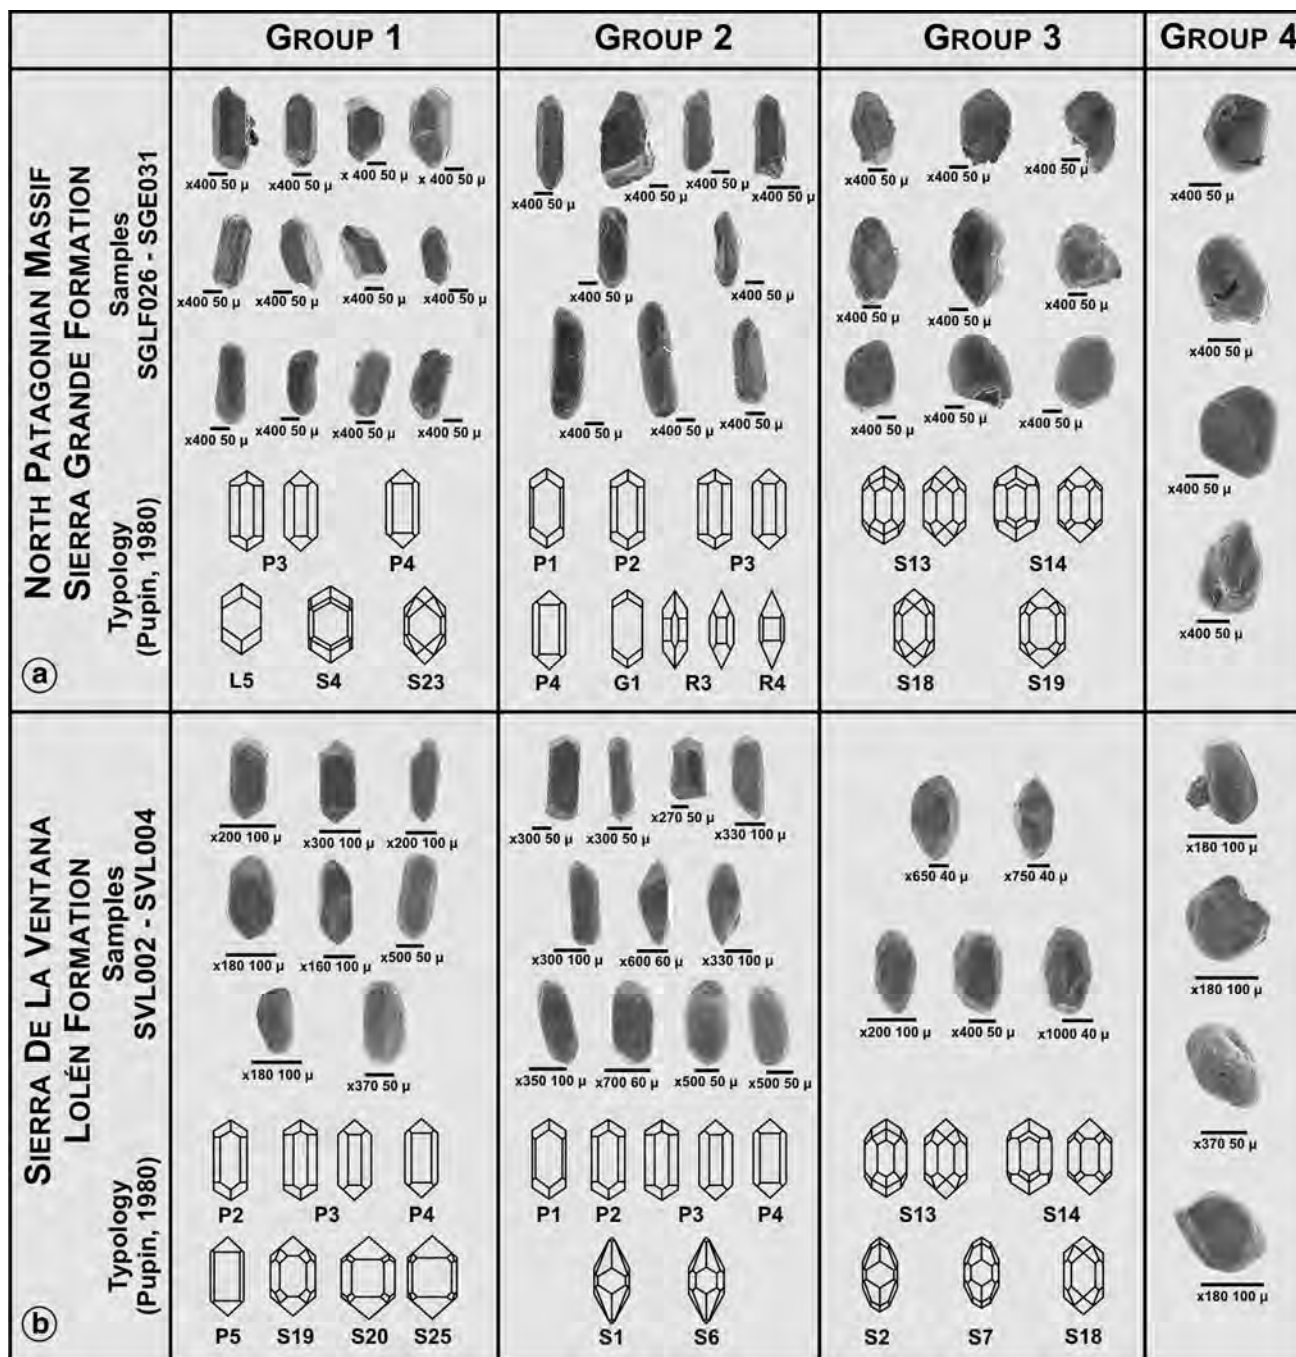 GROUP 1 GROUP 2 GROUP 3 GROUP 4
NORTH PATAGONIAN MASSIF
SIERRA GRANDE FORMATION
Samples
SGLF026 - SGE031
Typology
(Pupin, 1980)
a
x400 50 µ x400 50 µ x 400 50 µ x 400 50 µ
x400 50 µ x400 50 µ x400 50 µ x400 50 µ
x400 50 µ x400 50 µ x400 50 µ x400 50 µ
P3 P4
L5 S4 S23
x400 50 µ x400 50 µ x400 50 µ x400 50 µ
x400 50 µ x400 50 µ
x400 50 µ x400 50 µ x400 50 µ
P1 P2 P3
P4 G1 R3 R4
x400 50 µ x400 50 µ x400 50 µ
x400 50 µ x400 50 µ x400 50 µ
x400 50 µ x400 50 µ x400 50 µ
S13 S14
S18 S19
x400 50 µ
x400 50 µ
x400 50 µ
x400 50 µ
SIERRA DE LA VENTANA
LOLÉN FORMATION
Samples
SVL002 - SVL004
Typology
(Pupin, 1980)
b
x200 100 µ x300 100 µ x200 100 µ
x180 100 µ x160 100 µ x500 50 µ
x180 100 µ x370 50 µ
P2 P3 P4
P5 S19 S20 S25
x300 50 µ x300 50 µ x270 50 µ x330 100 µ
x300 100 µ x600 60 µ x330 100 µ
x350 100 µ x700 60 µ x500 50 µ x500 50 µ
P1 P2 P3 P4
S1 S6
x650 40 µ x750 40 µ
x200 100 µ x400 50 µ x1000 40 µ
S13 S14
S2 S7 S18
x180 100 µ
x180 100 µ
x370 50 µ
x180 100 µ